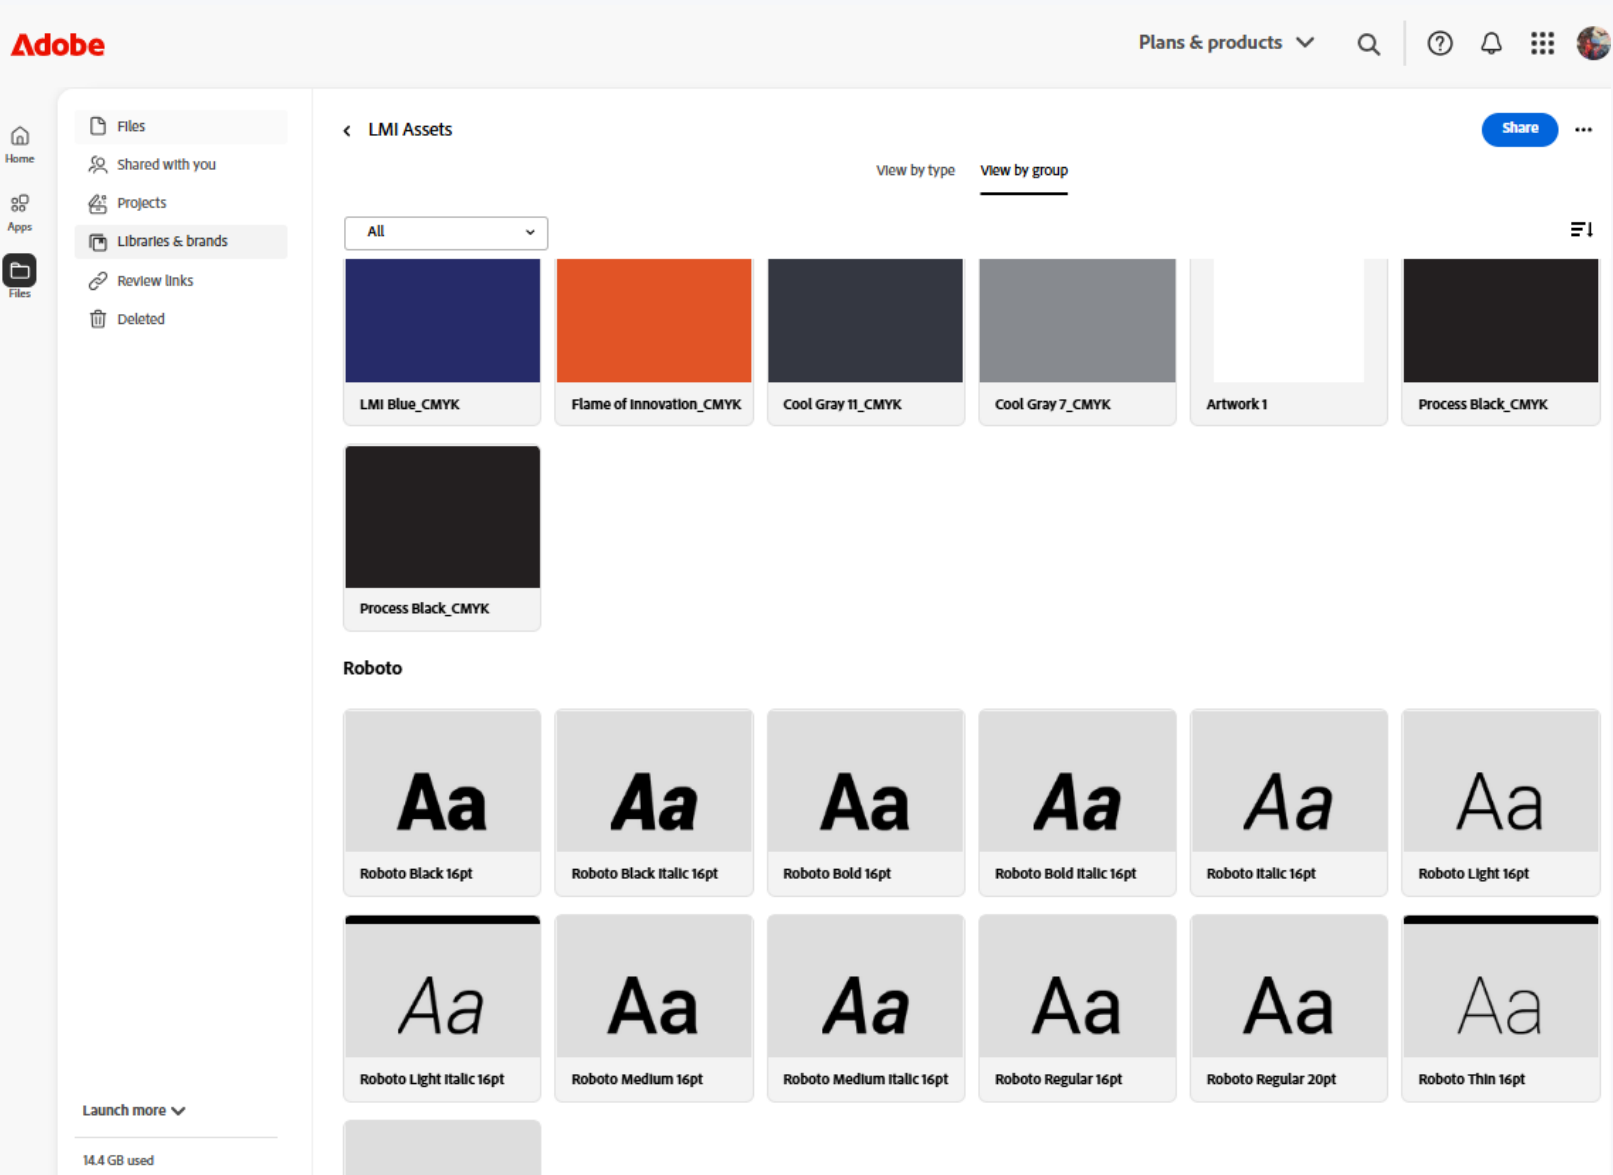 Adobe
Plans & products
Home
Apps
Files
Files
Shared with you
Projects
Libraries & brands
Review links
Deleted
LMI Assets
Share
View by type
View by group
All
LMI Blue_CMYK
Flame of Innovation_CMYK
Cool Gray 11_CMYK
Cool Gray 7_CMYK
Artwork 1
Process Black_CMYK
Process Black_CMYK
Roboto
Aa
Aa
Aa
Aa
Aa
Aa
Roboto Black 16pt
Roboto Black Italic 16pt
Roboto Bold 16pt
Roboto Bold Italic 16pt
Roboto Italic 16pt
Roboto Light 16pt
Aa
Aa
Aa
Aa
Aa
Aa
Roboto Light Italic 16pt
Roboto Medium 16pt
Roboto Medium Italic 16pt
Roboto Regular 16pt
Roboto Regular 20pt
Roboto Thin 16pt
Launch more
14.4 GB used